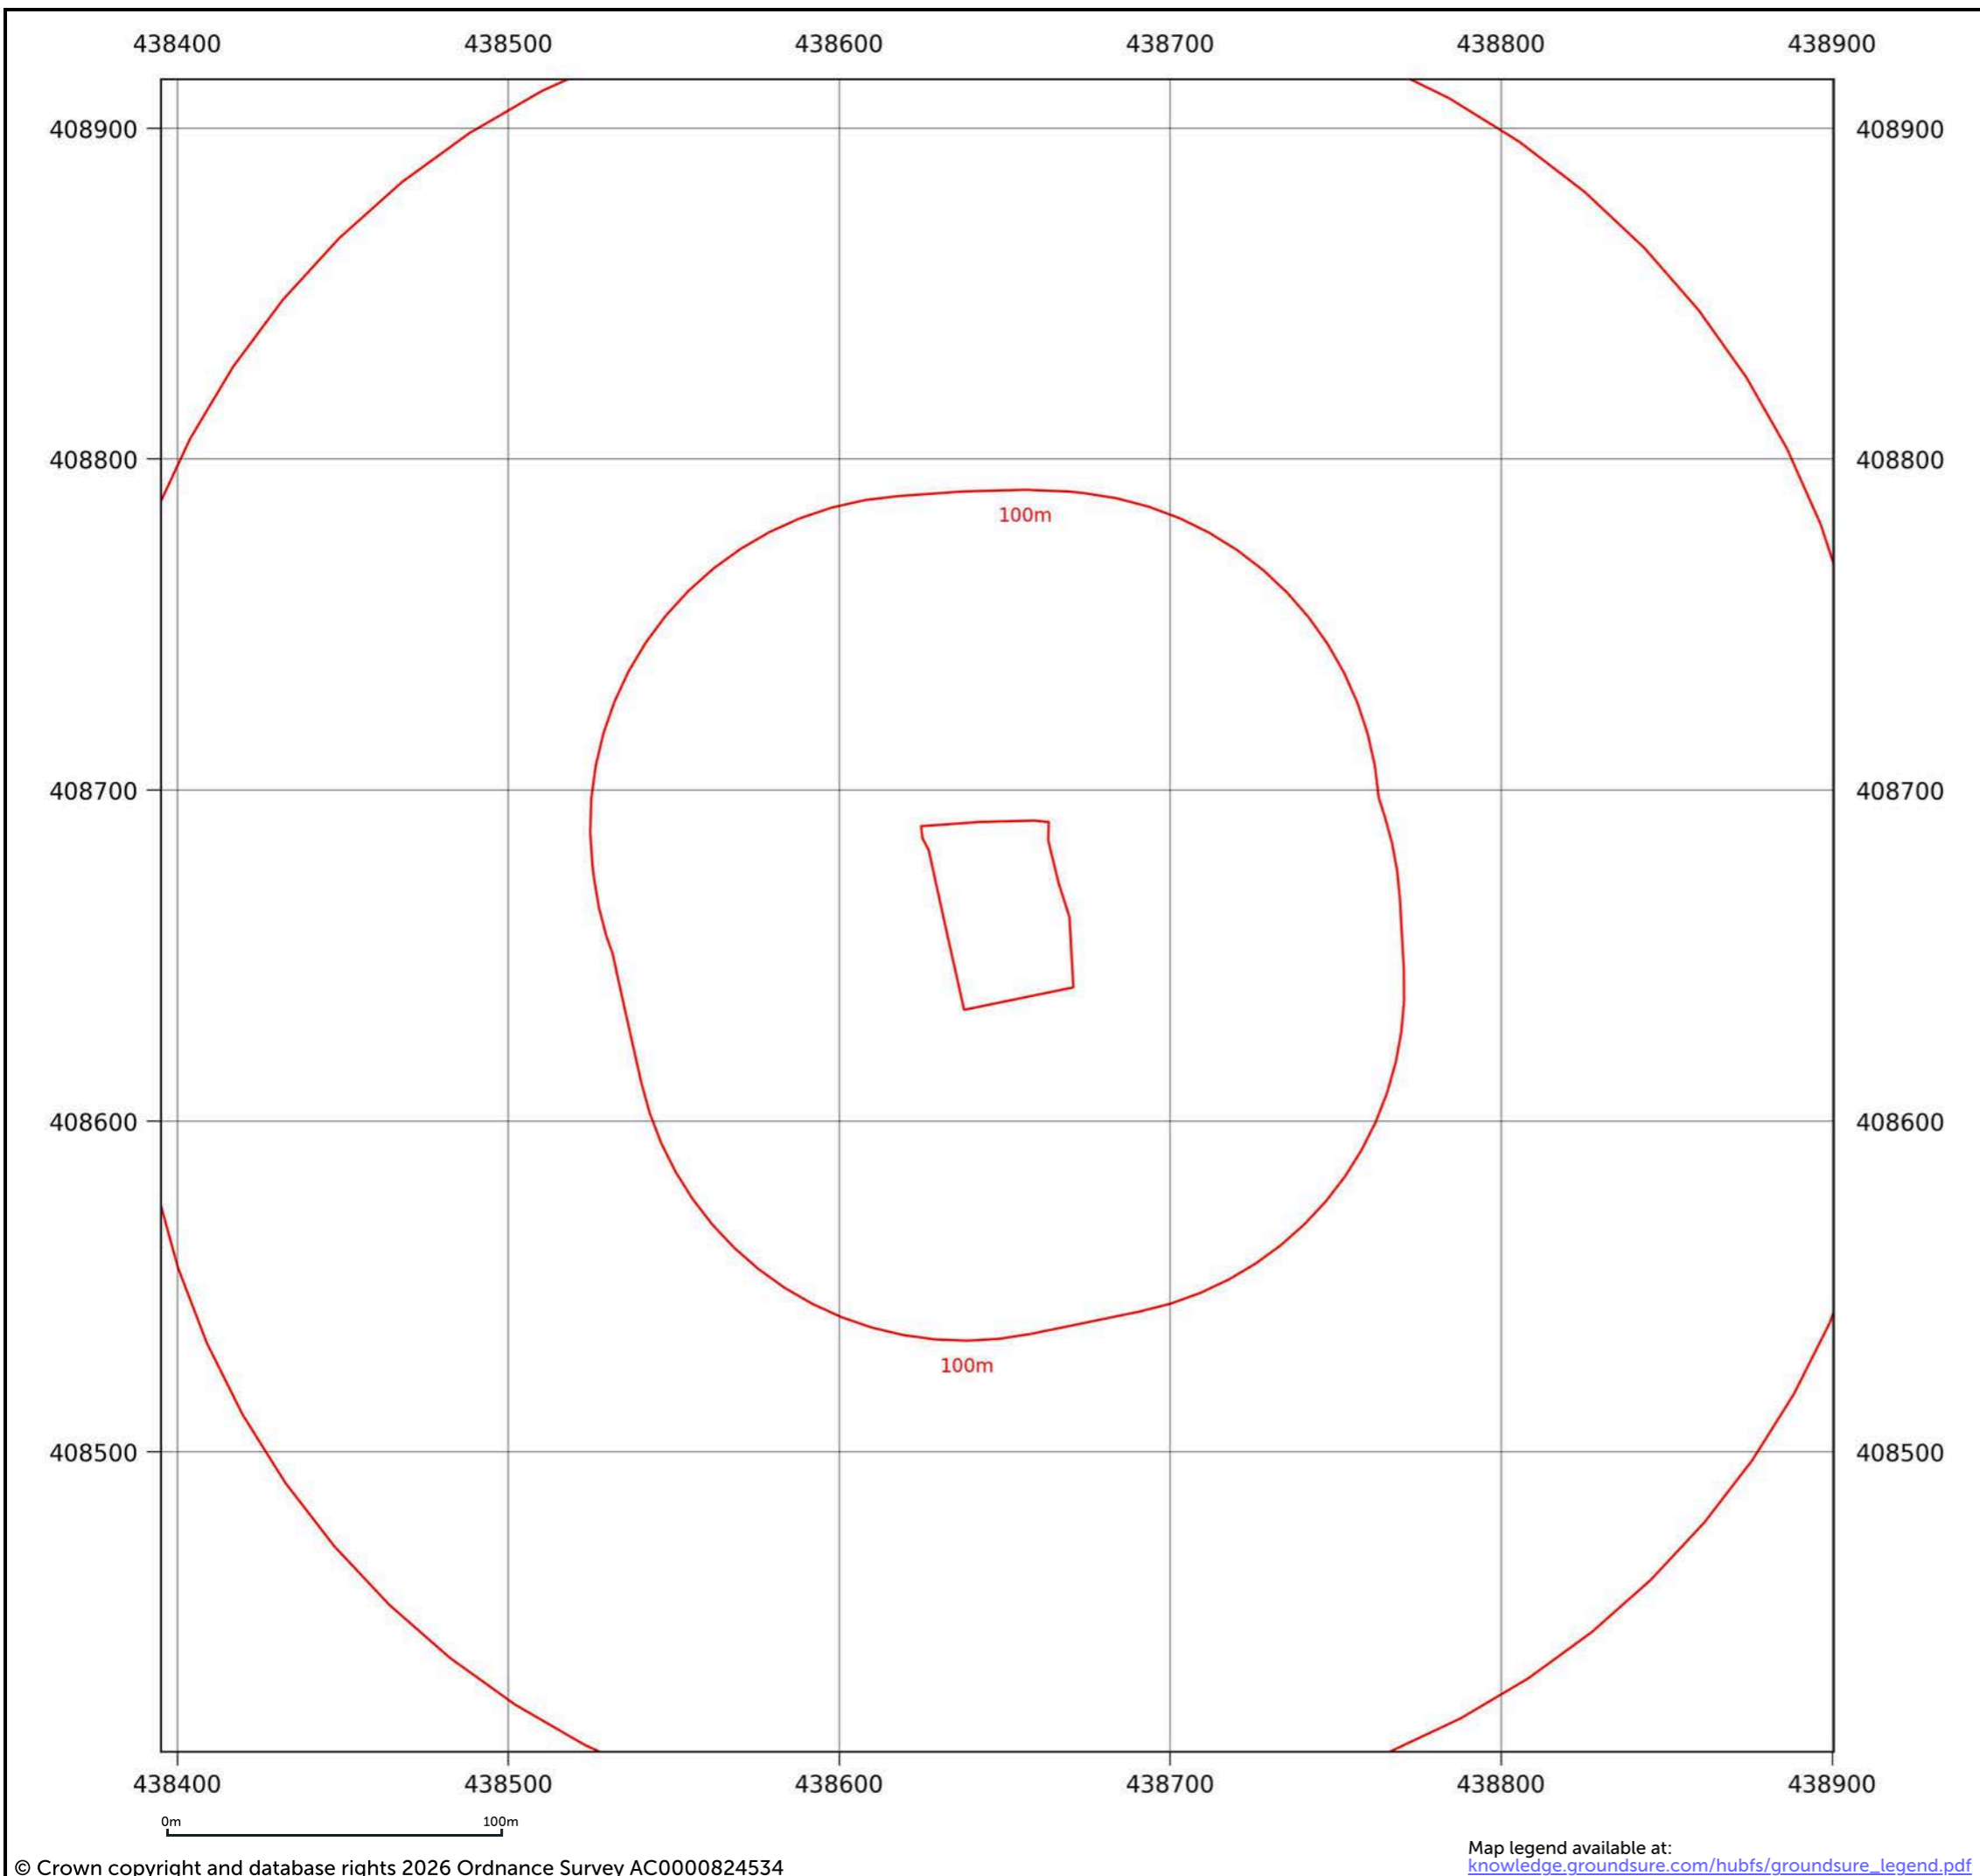 438400 438500 438600 438700 438800 438900
408900 408900
408800 408800
100m
408700 408700
408600 408600
100m
408500 408500
438400 438500 438600 438700 438800 438900
0m 100m
Map legend available at:
© Crown copyright and database rights 2026 Ordnance Survey AC0000824534
knowledge.groundsure.com/hubfs/groundsure_legend.pdf